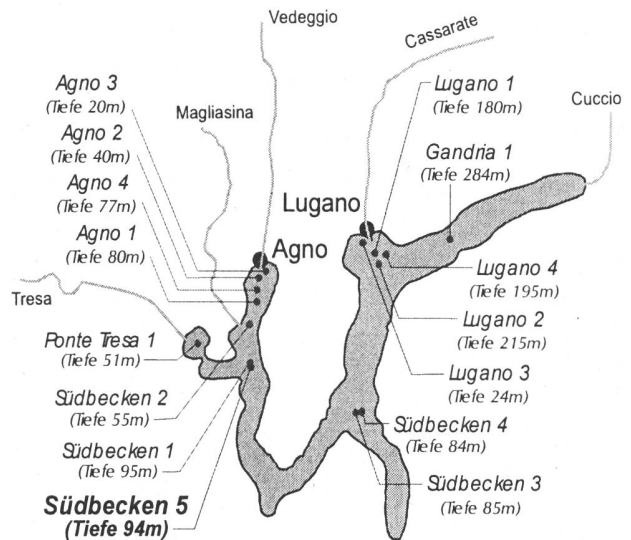 Vedeggio
Cassarate
Agno 3
(Tiefe 20m)
Lugano 1
(Tiefe 180m)
Cuccio
Magliasina
Agno 2
(Tiefe 40m)
Gandria 1
(Tiefe 284m)
Agno 4
(Tiefe 77m)
Lugano
Agno 1
(Tiefe 80m)
Agno
Lugano 4
(Tiefe 195m)
Tresa
Lugano 2
(Tiefe 215m)
Ponte Tresa 1
(Tiefe 51m)
Lugano 3
(Tiefe 24m)
Südbecken 2
(Tiefe 55m)
Südbecken 4
(Tiefe 84m)
Südbecken 1
(Tiefe 95m)
Südbecken 3
(Tiefe 85m)
Südbecken 5
(Tiefe 94m)